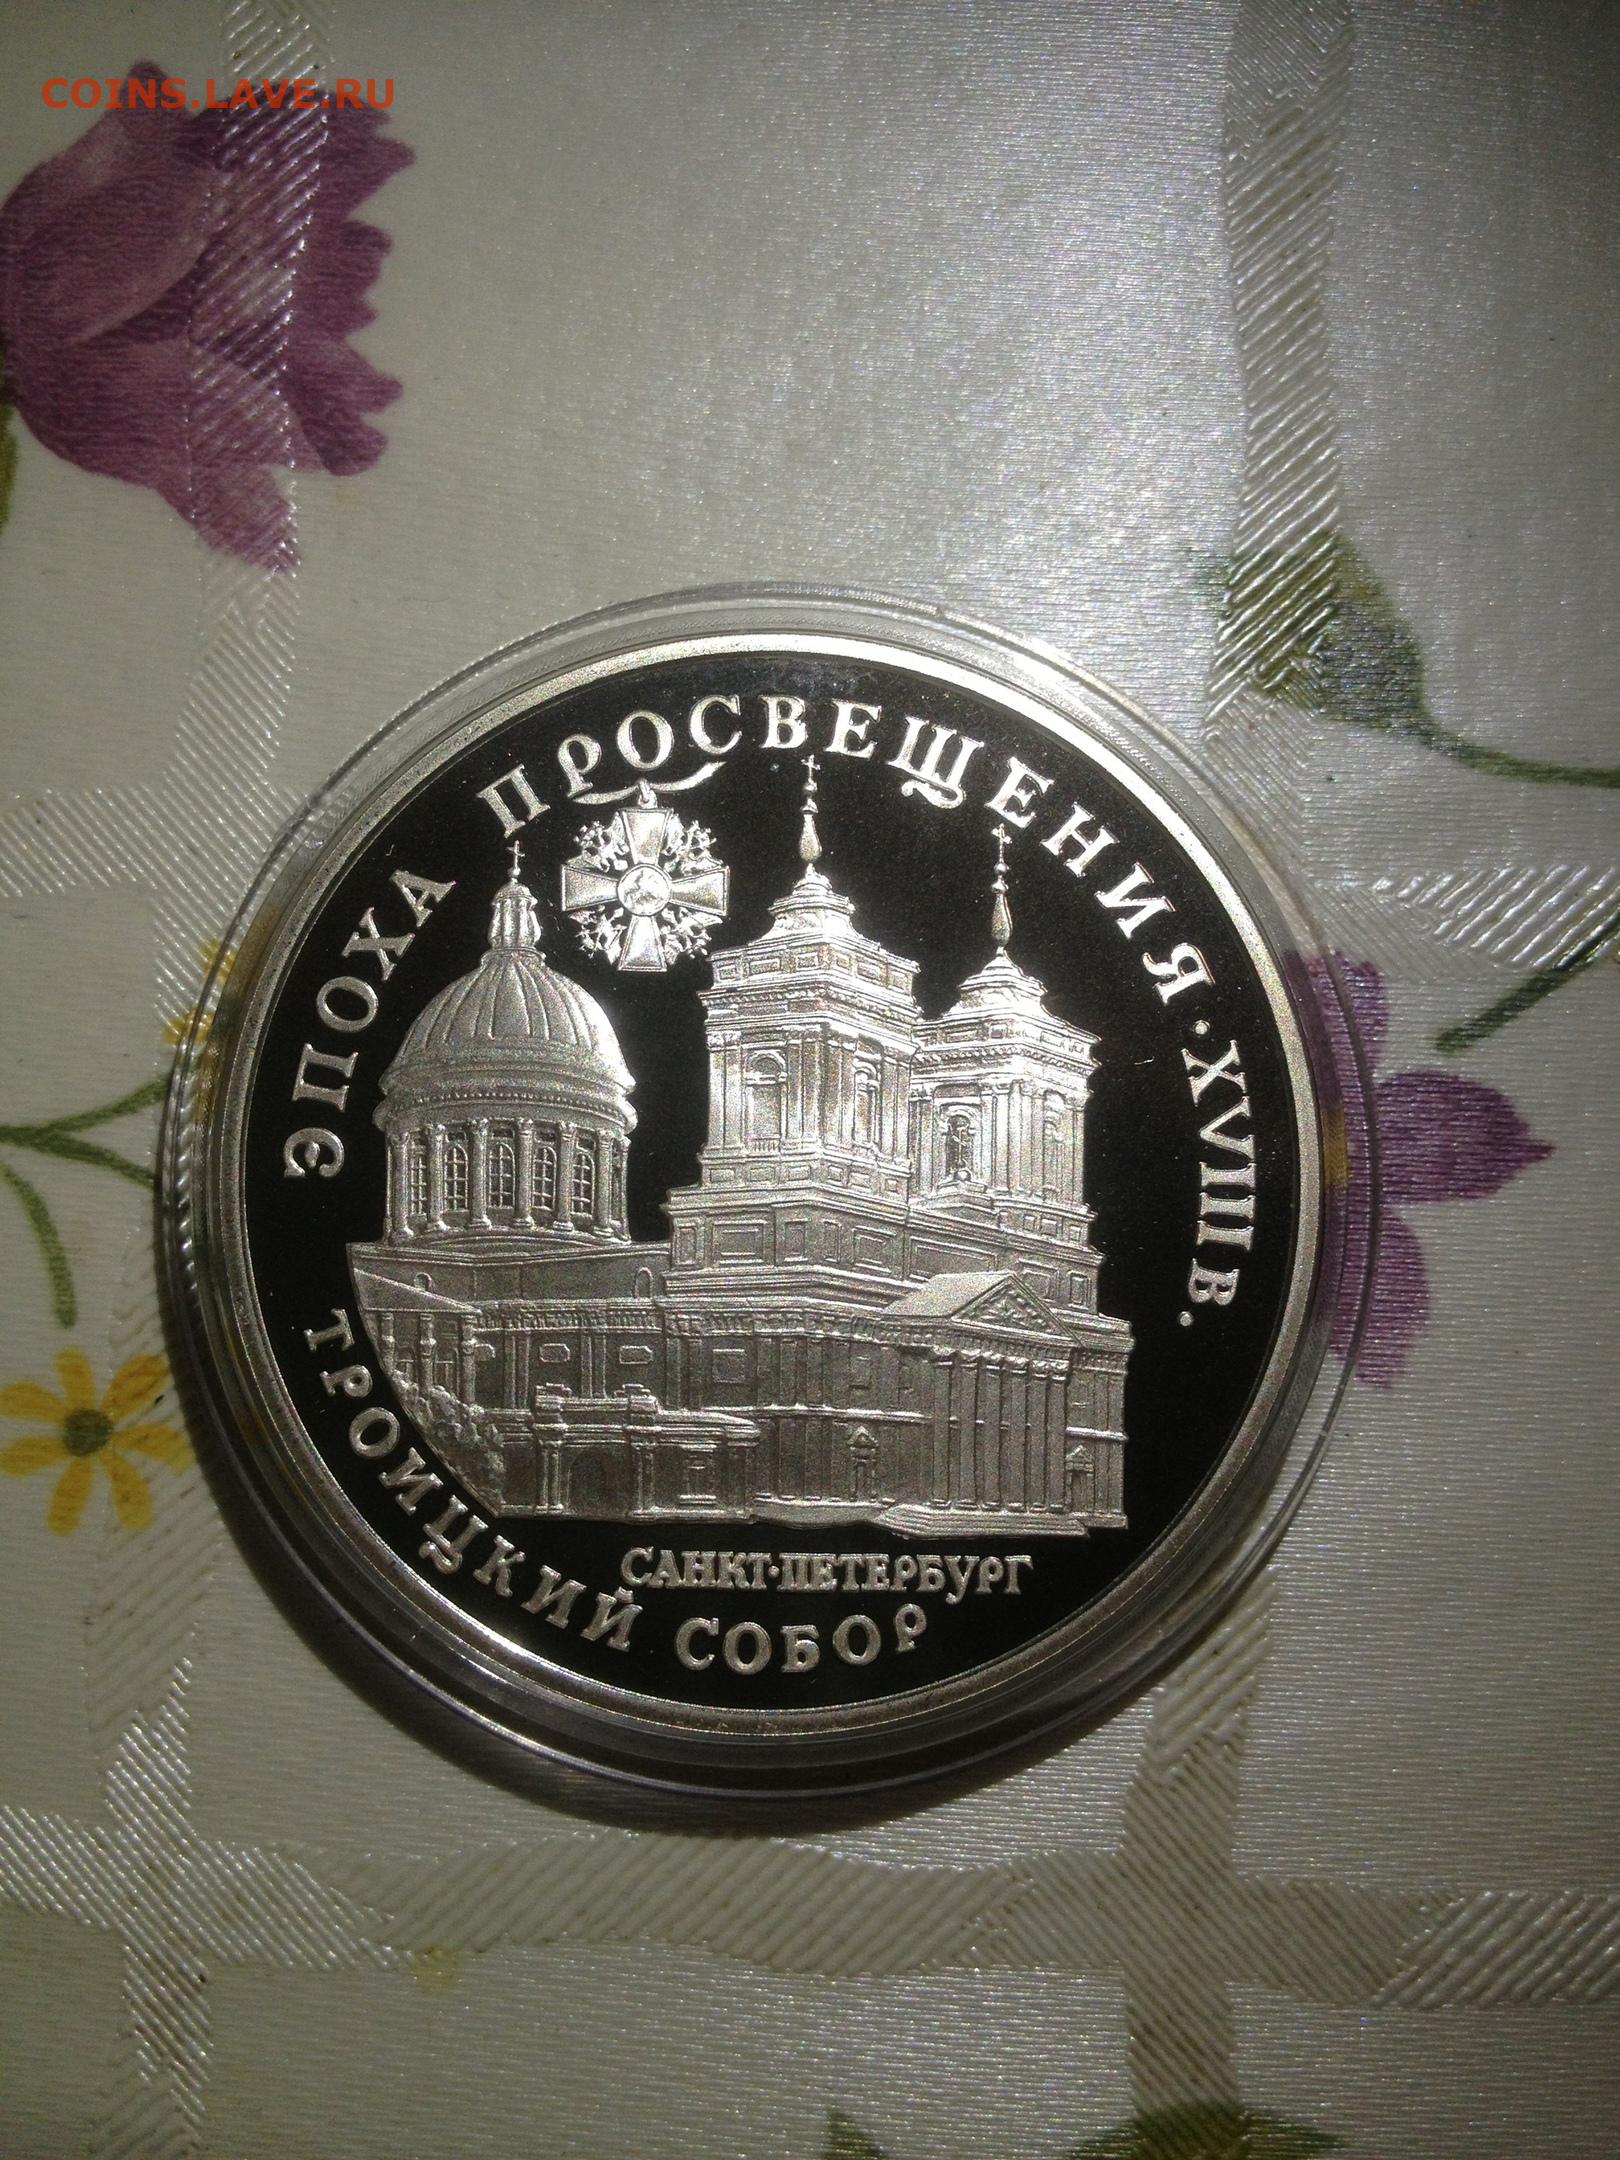 COINS.LAVE.RU
ЭПОХА ПРОСВЕЩЕНИЯ·XVIII В.
САНКТ·ПЕТЕРБУРГ
ТРОИЦКИЙ СОБОР